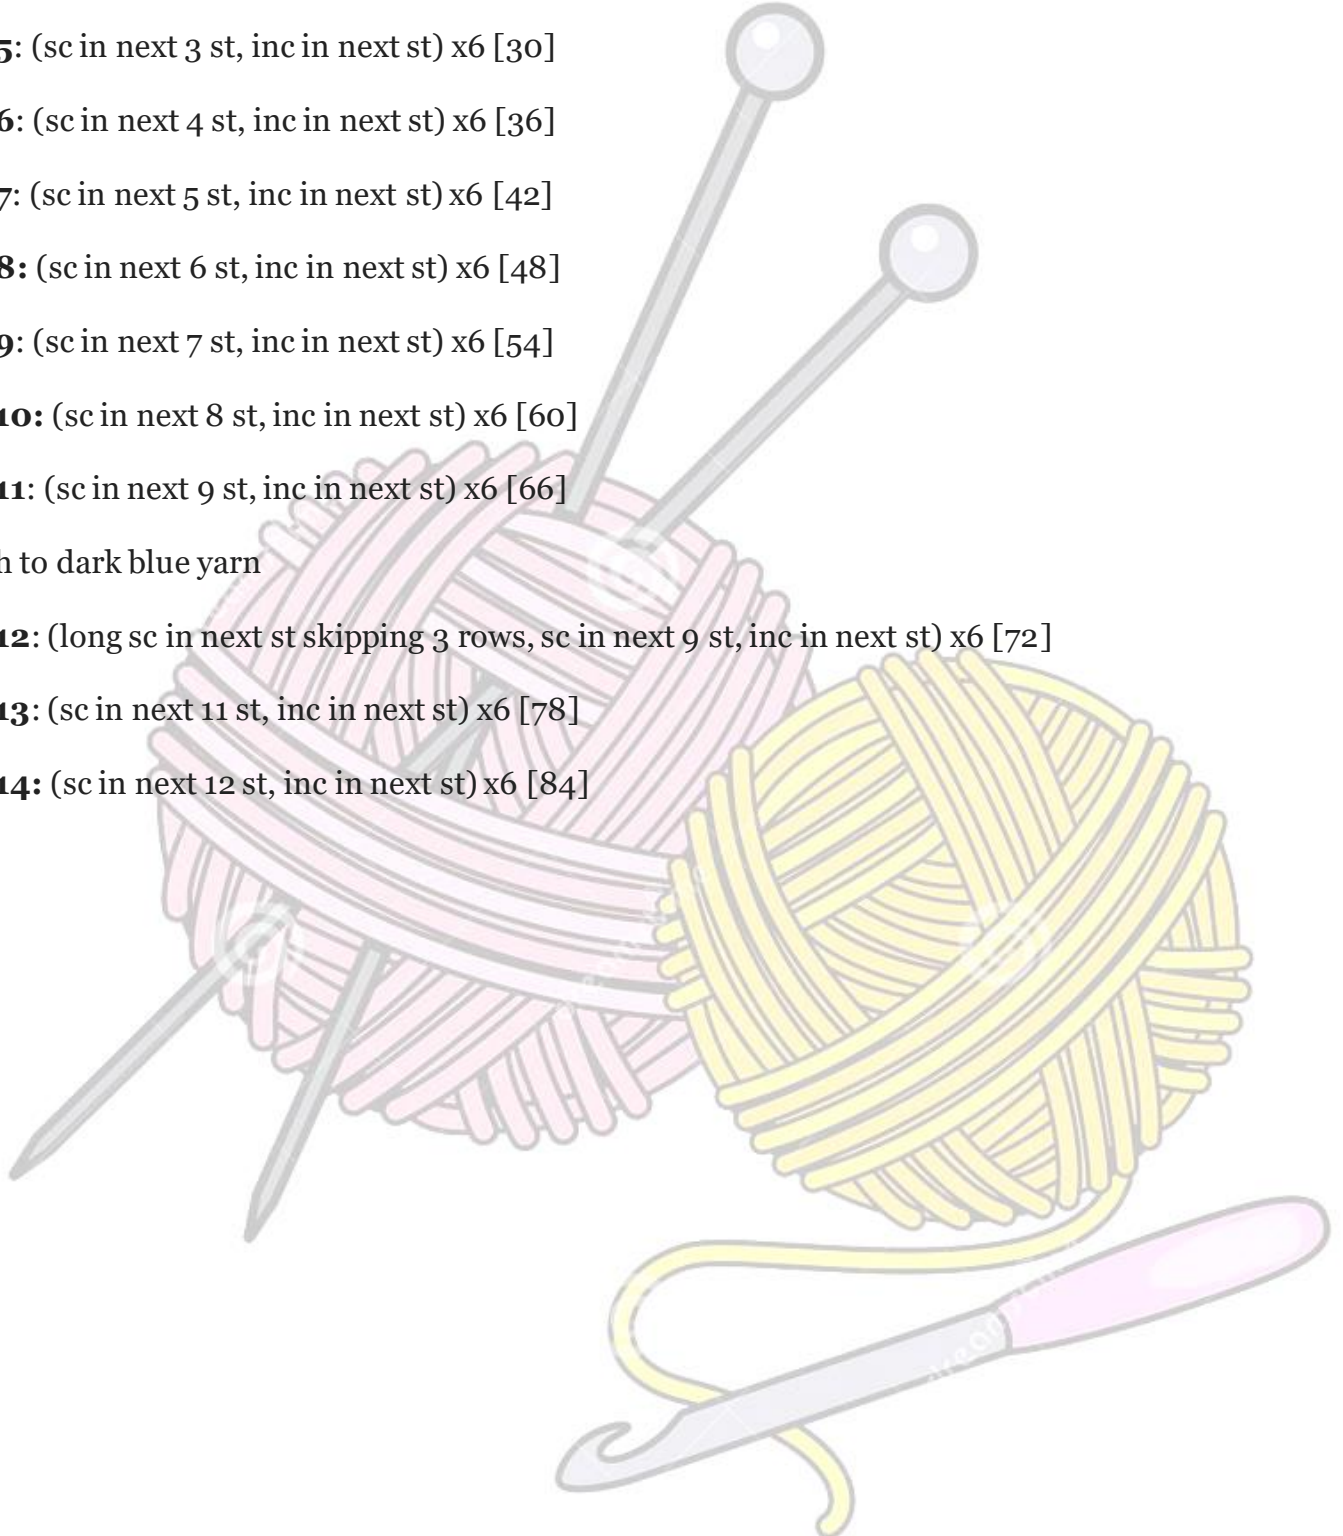 5: (sc in next 3 st, inc in next st) x6 [30]
6: (sc in next 4 st, inc in next st) x6 [36]
7: (sc in next 5 st, inc in next st) x6 [42]
8: (sc in next 6 st, inc in next st) x6 [48]
9: (sc in next 7 st, inc in next st) x6 [54]
10: (sc in next 8 st, inc in next st) x6 [60]
11: (sc in next 9 st, inc in next st) x6 [66]
h to dark blue yarn
12: (long sc in next st skipping 3 rows, sc in next 9 st, inc in next st) x6 [72]
13: (sc in next 11 st, inc in next st) x6 [78]
14: (sc in next 12 st, inc in next st) x6 [84]